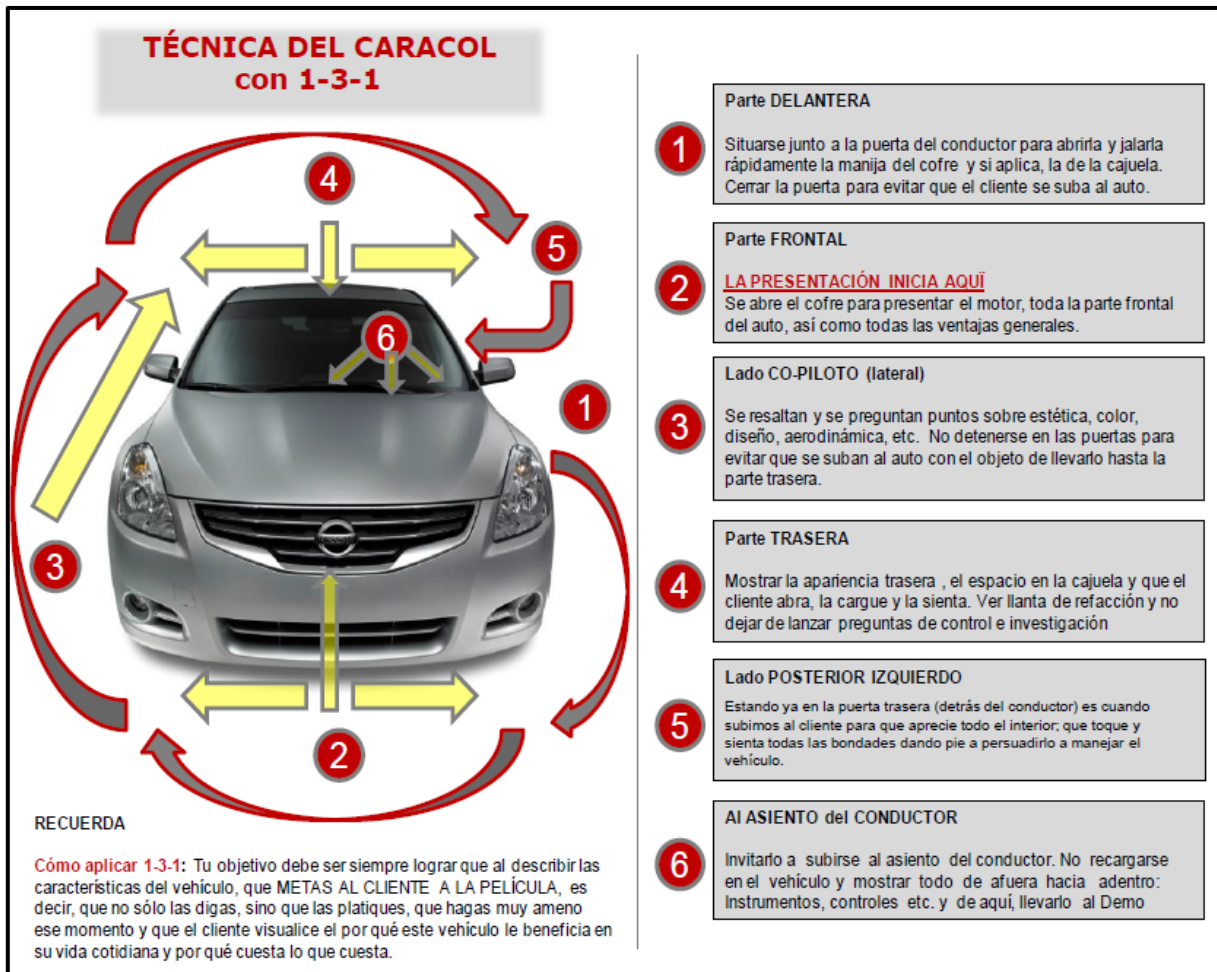 TÉCNICA DEL CARACOL
con 1-3-1
4
5
6
1
3
2
RECUERDA
Cómo aplicar 1-3-1: Tu objetivo debe ser siempre lograr que al describir las
características del vehículo, que METAS AL CLIENTE A LA PELÍCULA, es
decir, que no sólo las digas, sino que las platiques, que hagas muy ameno
ese momento y que el cliente visualice el por qué este vehículo le beneficia en
su vida cotidiana y por qué cuesta lo que cuesta.
1
Parte DELANTERA
Situarse junto a la puerta del conductor para abrirla y jalarla
rápidamente la manija del cofre y si aplica, la de la cajuela.
Cerrar la puerta para evitar que el cliente se suba al auto.
2
Parte FRONTAL
LA PRESENTACIÓN INICIA AQUÏ
Se abre el cofre para presentar el motor, toda la parte frontal
del auto, así como todas las ventajas generales.
3
Lado CO-PILOTO (lateral)
Se resaltan y se preguntan puntos sobre estética, color,
diseño, aerodinámica, etc. No detenerse en las puertas para
evitar que se suban al auto con el objeto de llevarlo hasta la
parte trasera.
4
Parte TRASERA
Mostrar la apariencia trasera , el espacio en la cajuela y que el
cliente abra, la cargue y la sienta. Ver llanta de refacción y no
dejar de lanzar preguntas de control e investigación
5
Lado POSTERIOR IZQUIERDO
Estando ya en la puerta trasera (detrás del conductor) es cuando
subimos al cliente para que aprecie todo el interior; que toque y
sienta todas las bondades dando pie a persuadirlo a manejar el
vehículo.
6
Al ASIENTO del CONDUCTOR
Invitarlo a subirse al asiento del conductor. No recargarse
en el vehículo y mostrar todo de afuera hacia adentro:
Instrumentos, controles etc. y de aquí, llevarlo al Demo